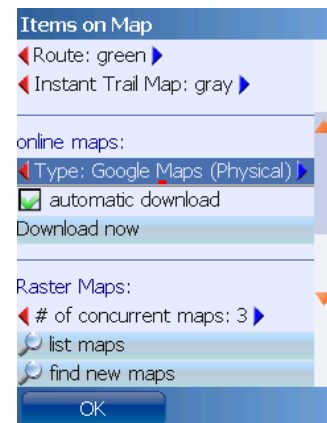 Items on Map
Route: green
Instant Trail Map: gray
online maps:
Type: Google Maps (Physical)
automatic download
Download now
Raster Maps:
# of concurrent maps: 3
list maps
find new maps
OK